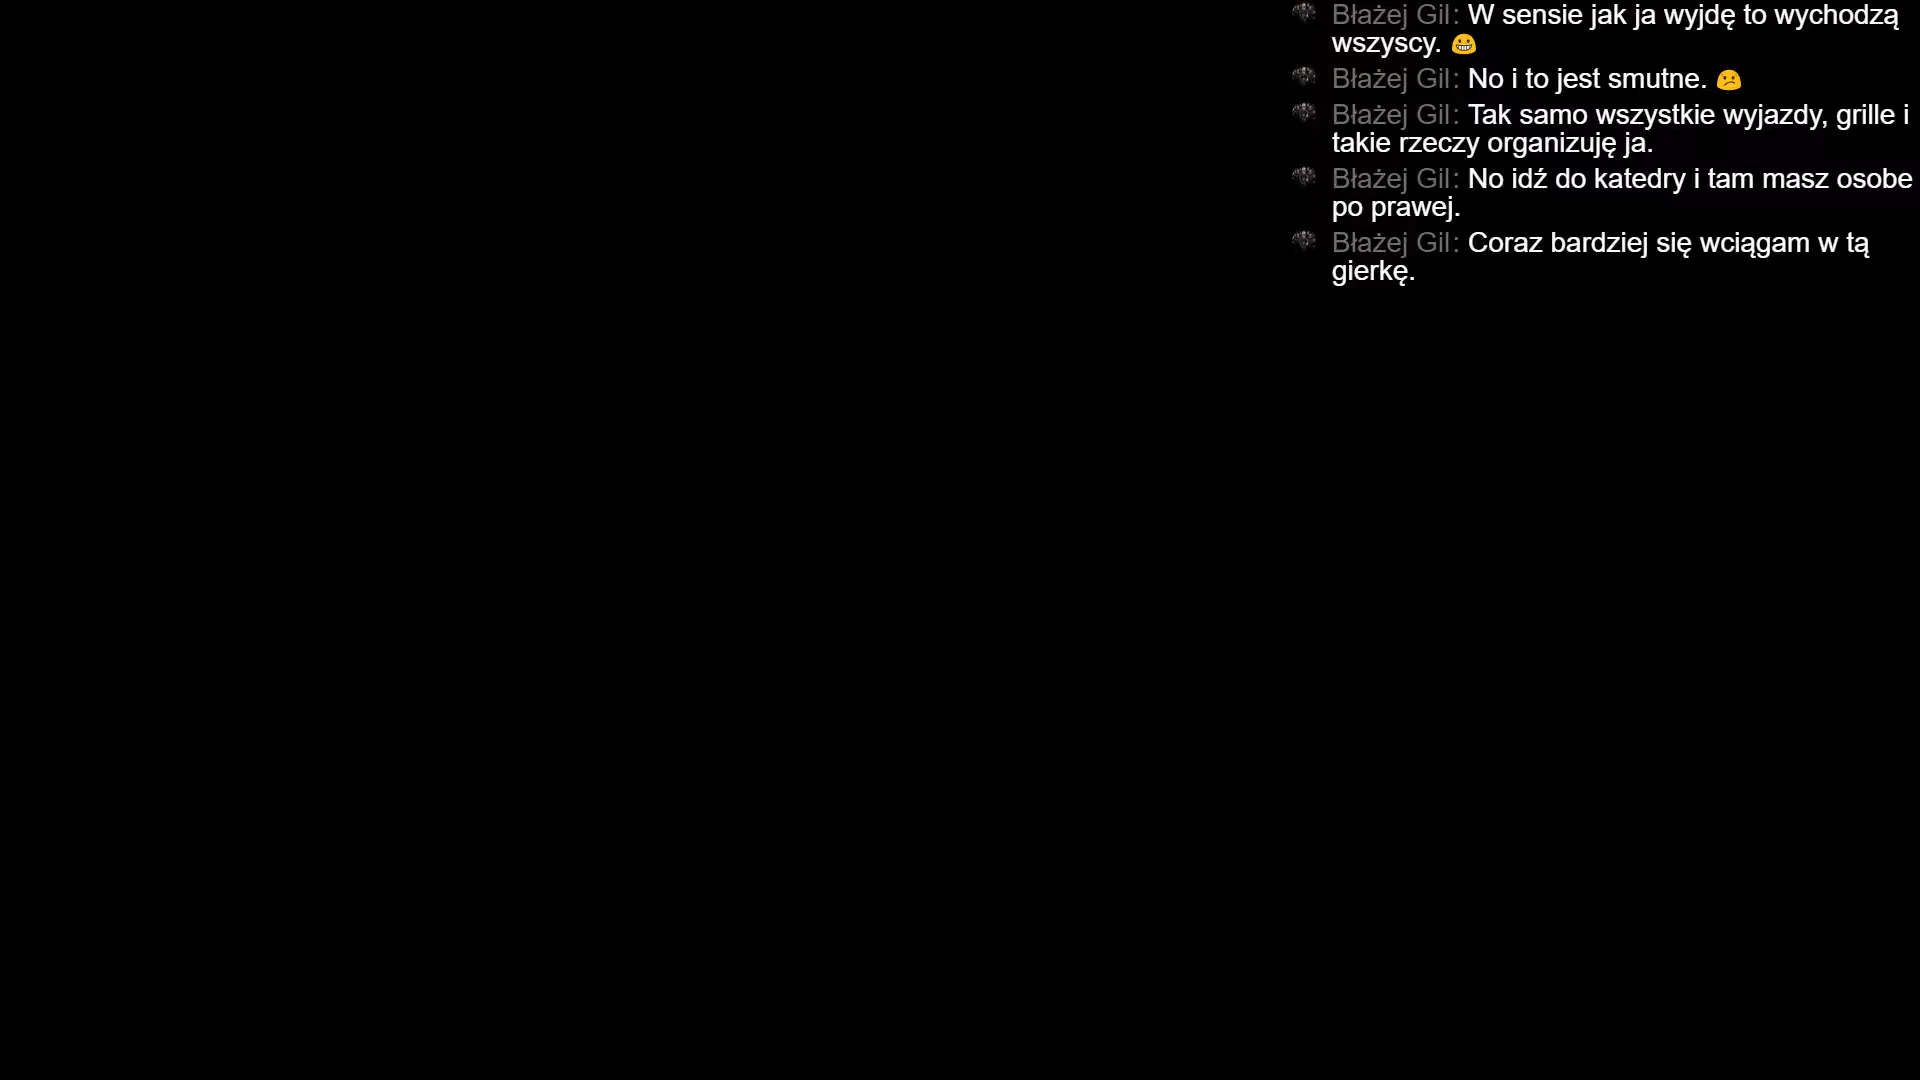 Błażej Gil: W sensie jak ja wyjdę to wychodzą
wszyscy. 😀
Błażej Gil: No i to jest smutne. 😕
Błażej Gil: Tak samo wszystkie wyjazdy, grille i
takie rzeczy organizuję ja.
Błażej Gil: No idź do katedry i tam masz osobe
po prawej.
Błażej Gil: Coraz bardziej się wciągam w tą
gierkę.